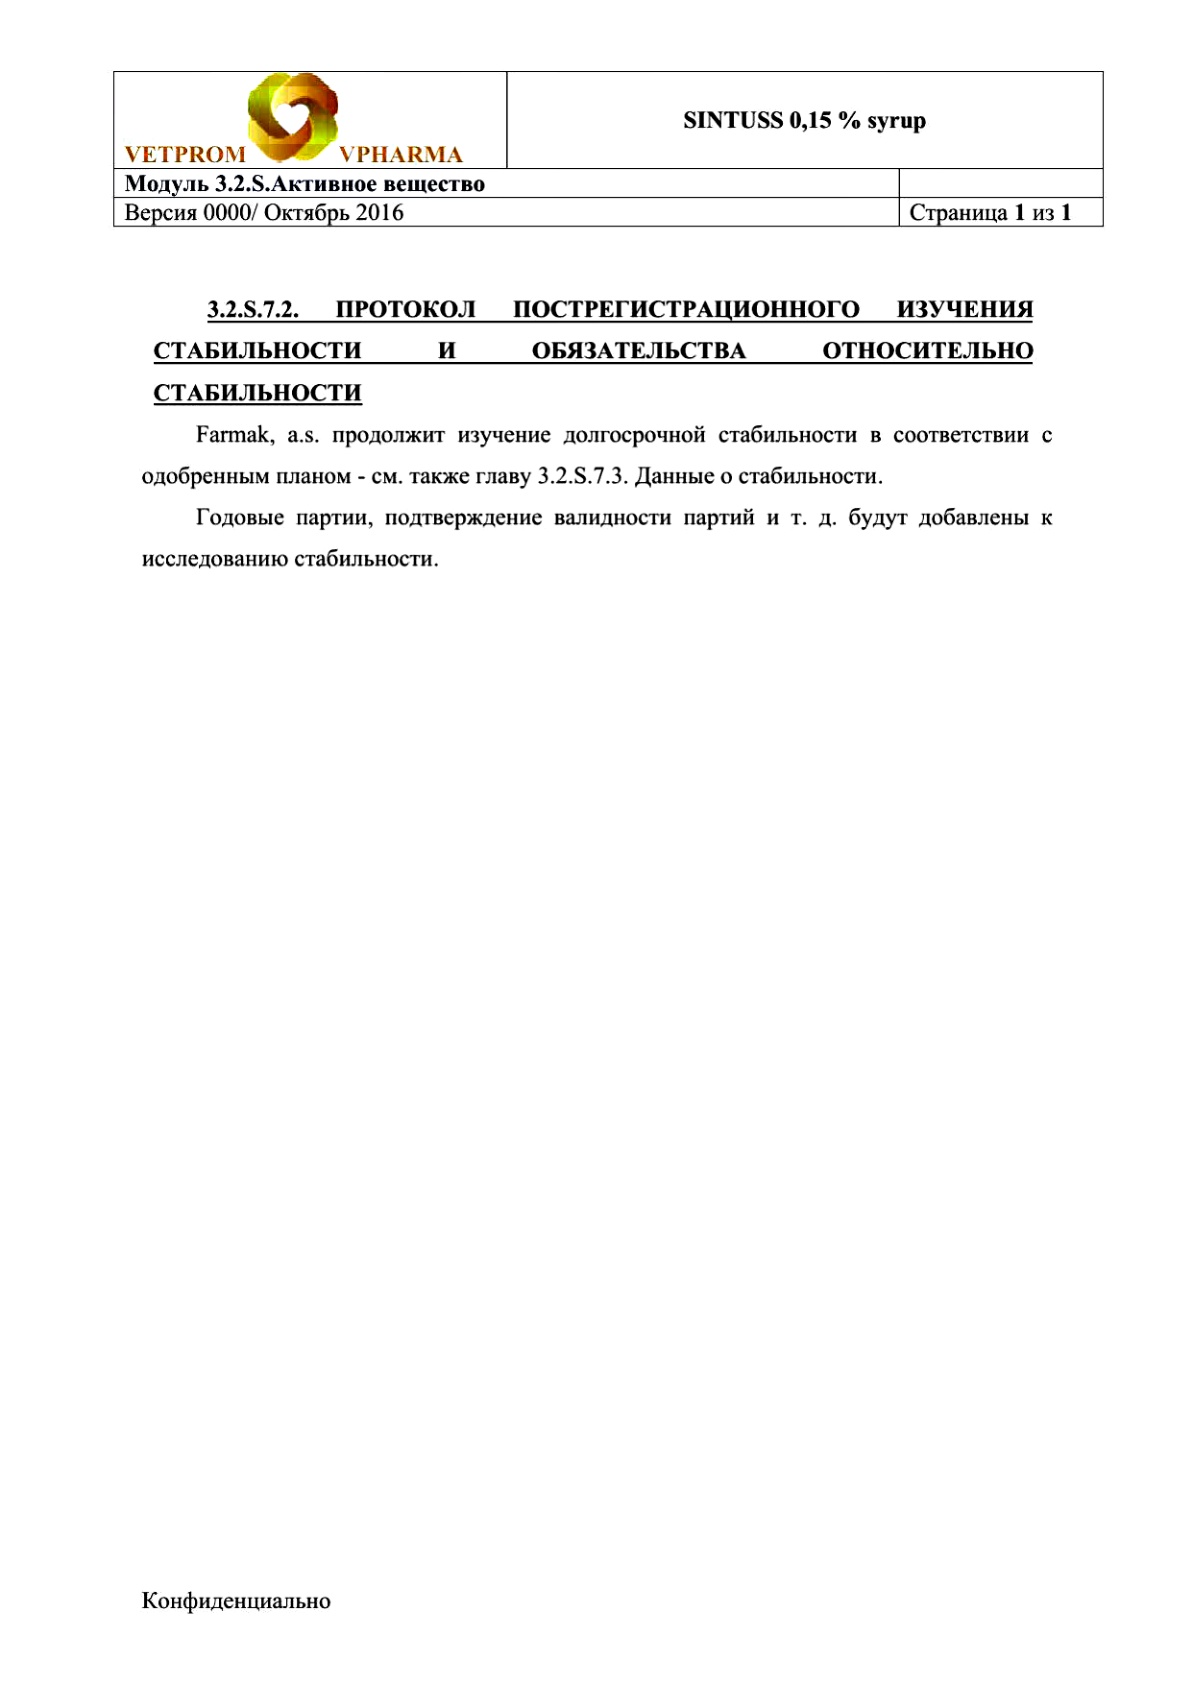 VETPROM VPHARMA
SINTUSS 0,15 % syrup
Модуль 3.2.S.Активное вещество
Версия 0000/ Октябрь 2016
Страница 1 из 1
3.2.S.7.2. ПРОТОКОЛ ПОСТРЕГИСТРАЦИОННОГО ИЗУЧЕНИЯ
СТАБИЛЬНОСТИ И ОБЯЗАТЕЛЬСТВА ОТНОСИТЕЛЬНО
СТАБИЛЬНОСТИ
Farmak, a.s. продолжит изучение долгосрочной стабильности в соответствии с
одобренным планом - см. также главу 3.2.S.7.3. Данные о стабильности.
Годовые партии, подтверждение валидности партий и т. д. будут добавлены к
исследованию стабильности.
Конфиденциально